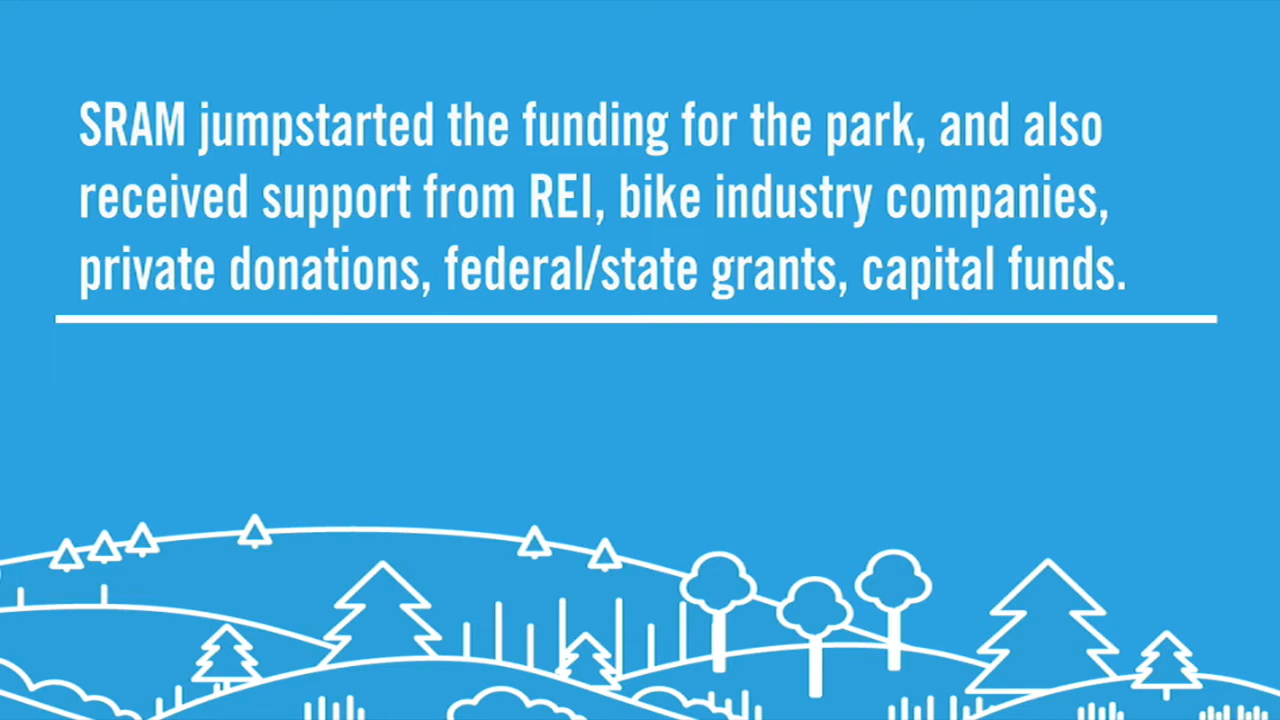 SRAM jumpstarted the funding for the park, and also
received support from REI, bike industry companies,
private donations, federal/state grants, capital funds.